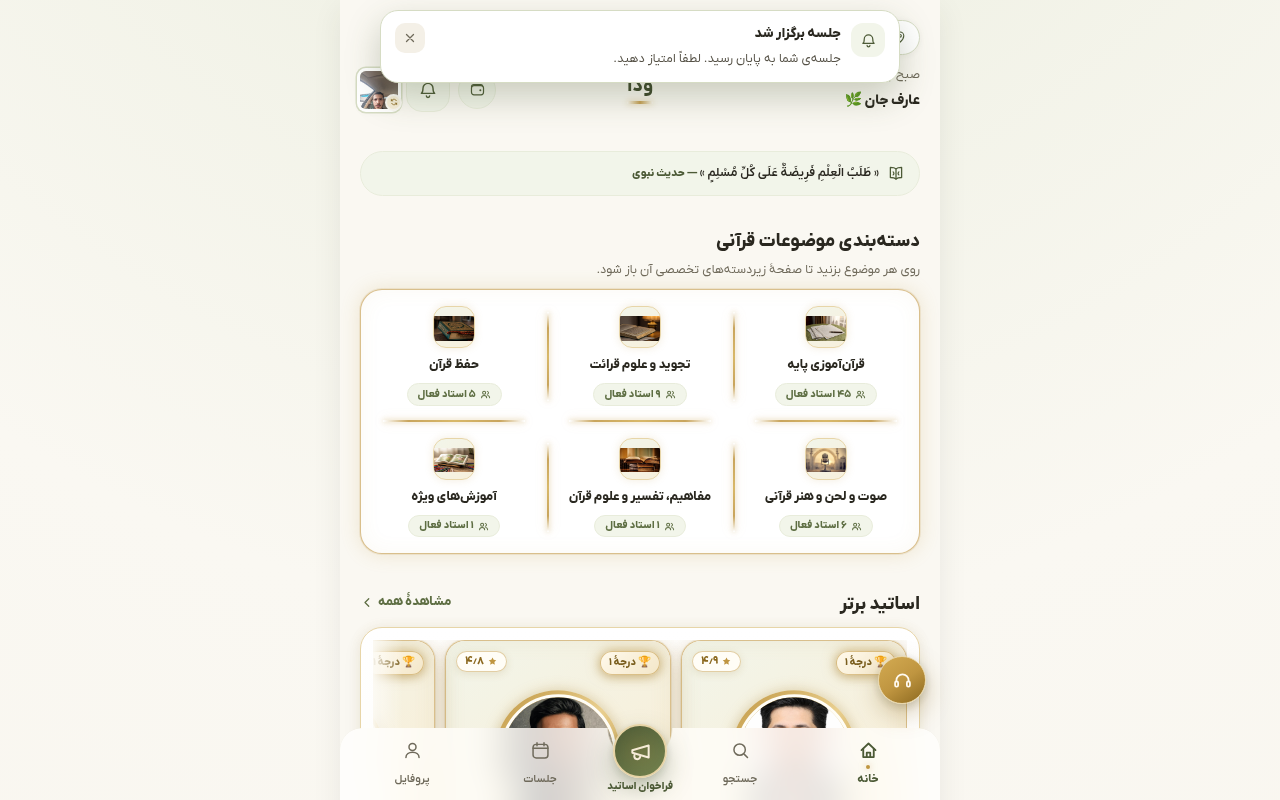 جلسه برگزار شد
جلسه‌ی شما به پایان رسید. لطفاً امتیاز دهید.
صبح
ودا
عارف جان 🌿
« طَلَبُ الْعِلْمِ فَرِيضَةٌ عَلَى كُلِّ مُسْلِمٍ » — حدیث نبوی
دسته‌بندی موضوعات قرآنی
روی هر موضوع بزنید تا صفحهٔ زیردسته‌های تخصصی آن باز شود.
قرآن‌آموزی پایه
تجوید و علوم قرائت
حفظ قرآن
۴۵ استاد فعال
۹ استاد فعال
۵ استاد فعال
صوت و لحن و هنر قرآنی
مفاهیم، تفسیر و علوم قرآن
آموزش‌های ویژه
۶ استاد فعال
۱ استاد فعال
۱ استاد فعال
اساتید برتر
مشاهدهٔ همه
🏆 درجهٔ ۱
۴٫۹ ★
🏆 درجهٔ ۱
۴٫۸ ★
🏆 درجهٔ ۱
خانه
جستجو
فراخوان اساتید
جلسات
پروفایل